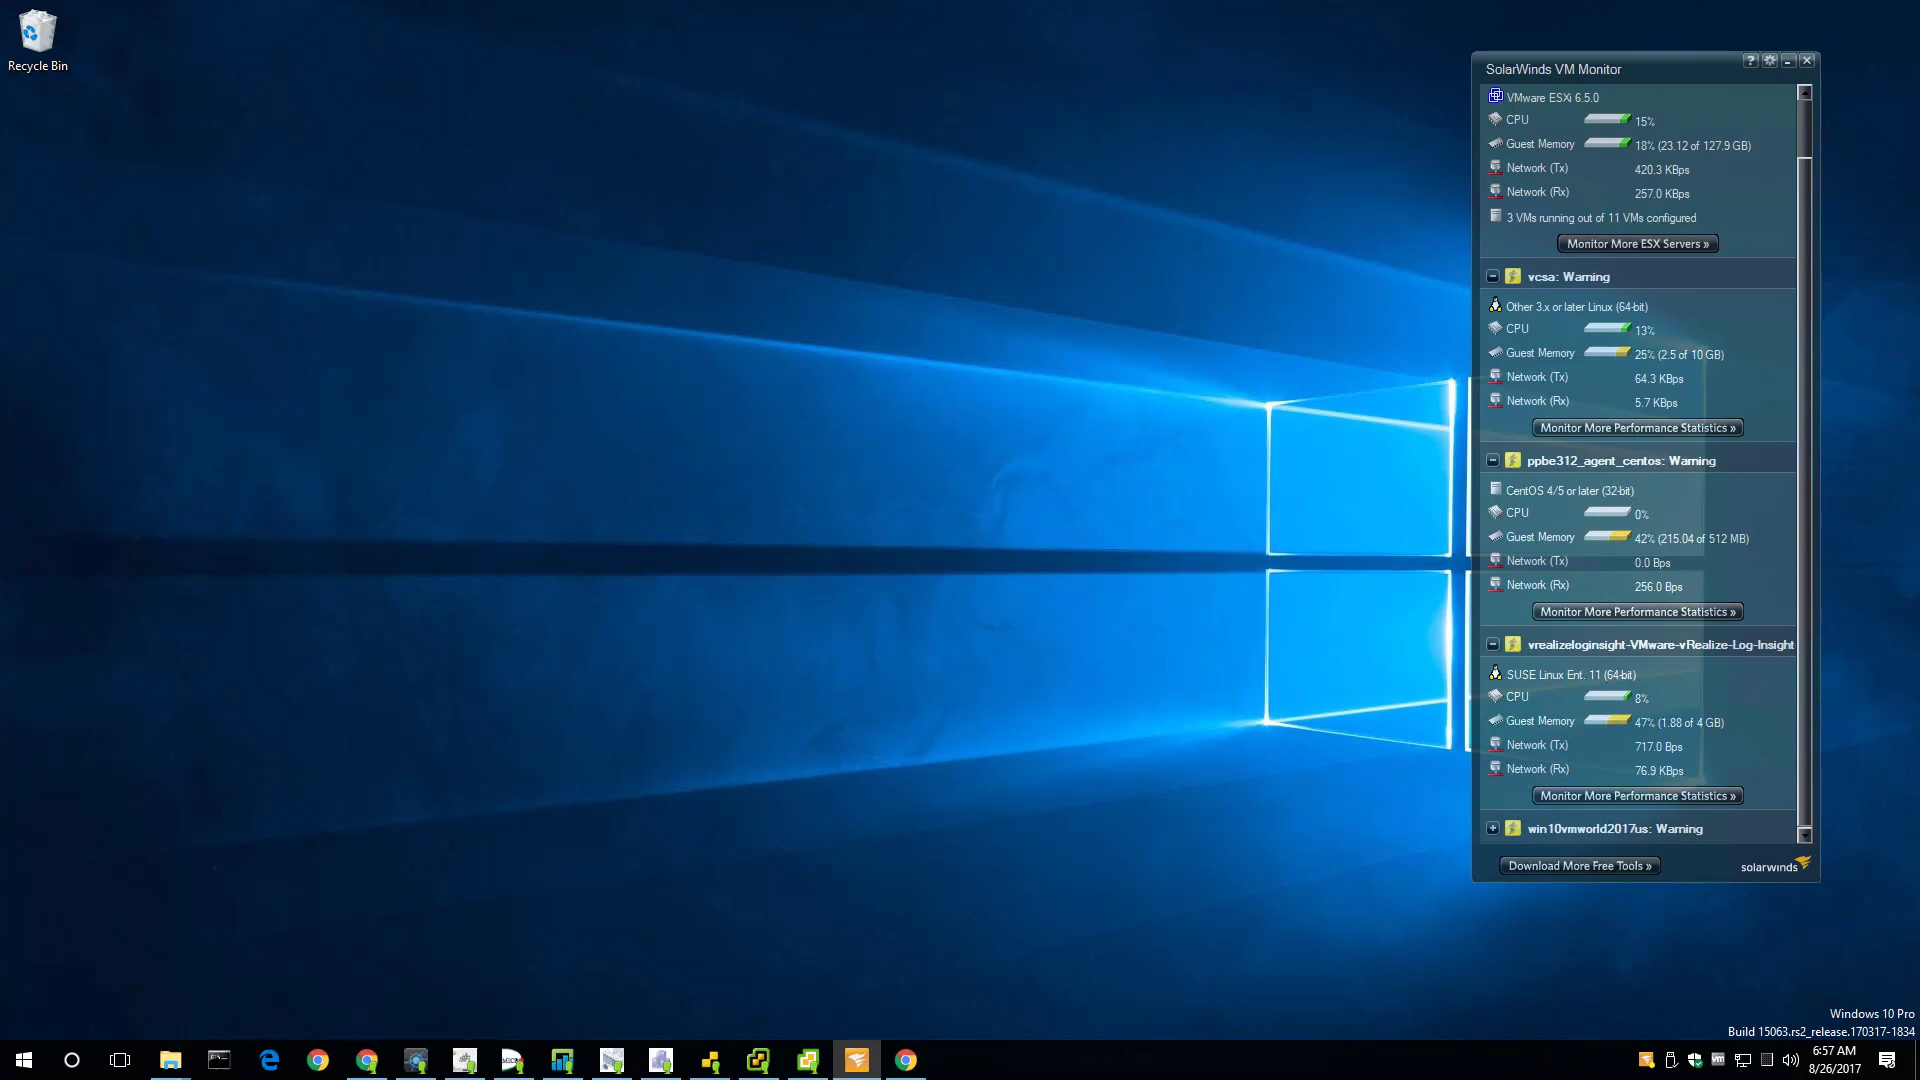 Recycle Bin
SolarWinds VM Monitor
VMware ESXi 6.5.0
CPU 15%
Guest Memory 18% (23.12 of 127.9 GB)
Network (Tx) 420.3 KBps
Network (Rx) 257.0 KBps
3 VMs running out of 11 VMs configured
Monitor More ESX Servers »
vcsa: Warning
Other 3.x or later Linux (64-bit)
CPU 13%
Guest Memory 25% (2.5 of 10 GB)
Network (Tx) 64.3 KBps
Network (Rx) 5.7 KBps
Monitor More Performance Statistics »
ppbe312_agent_centos: Warning
CentOS 4/5 or later (32-bit)
CPU 0%
Guest Memory 42% (215.04 of 512 MB)
Network (Tx) 0.0 Bps
Network (Rx) 256.0 Bps
Monitor More Performance Statistics »
vrealizeloginsight-VMware-vRealize-Log-Insight
SUSE Linux Ent. 11 (64-bit)
CPU 8%
Guest Memory 47% (1.88 of 4 GB)
Network (Tx) 717.0 Bps
Network (Rx) 76.9 KBps
Monitor More Performance Statistics »
win10vmworld2017us: Warning
Download More Free Tools »
solarwinds
Windows 10 Pro
Build 15063.rs2_release.170317-1834
6:57 AM
8/26/2017